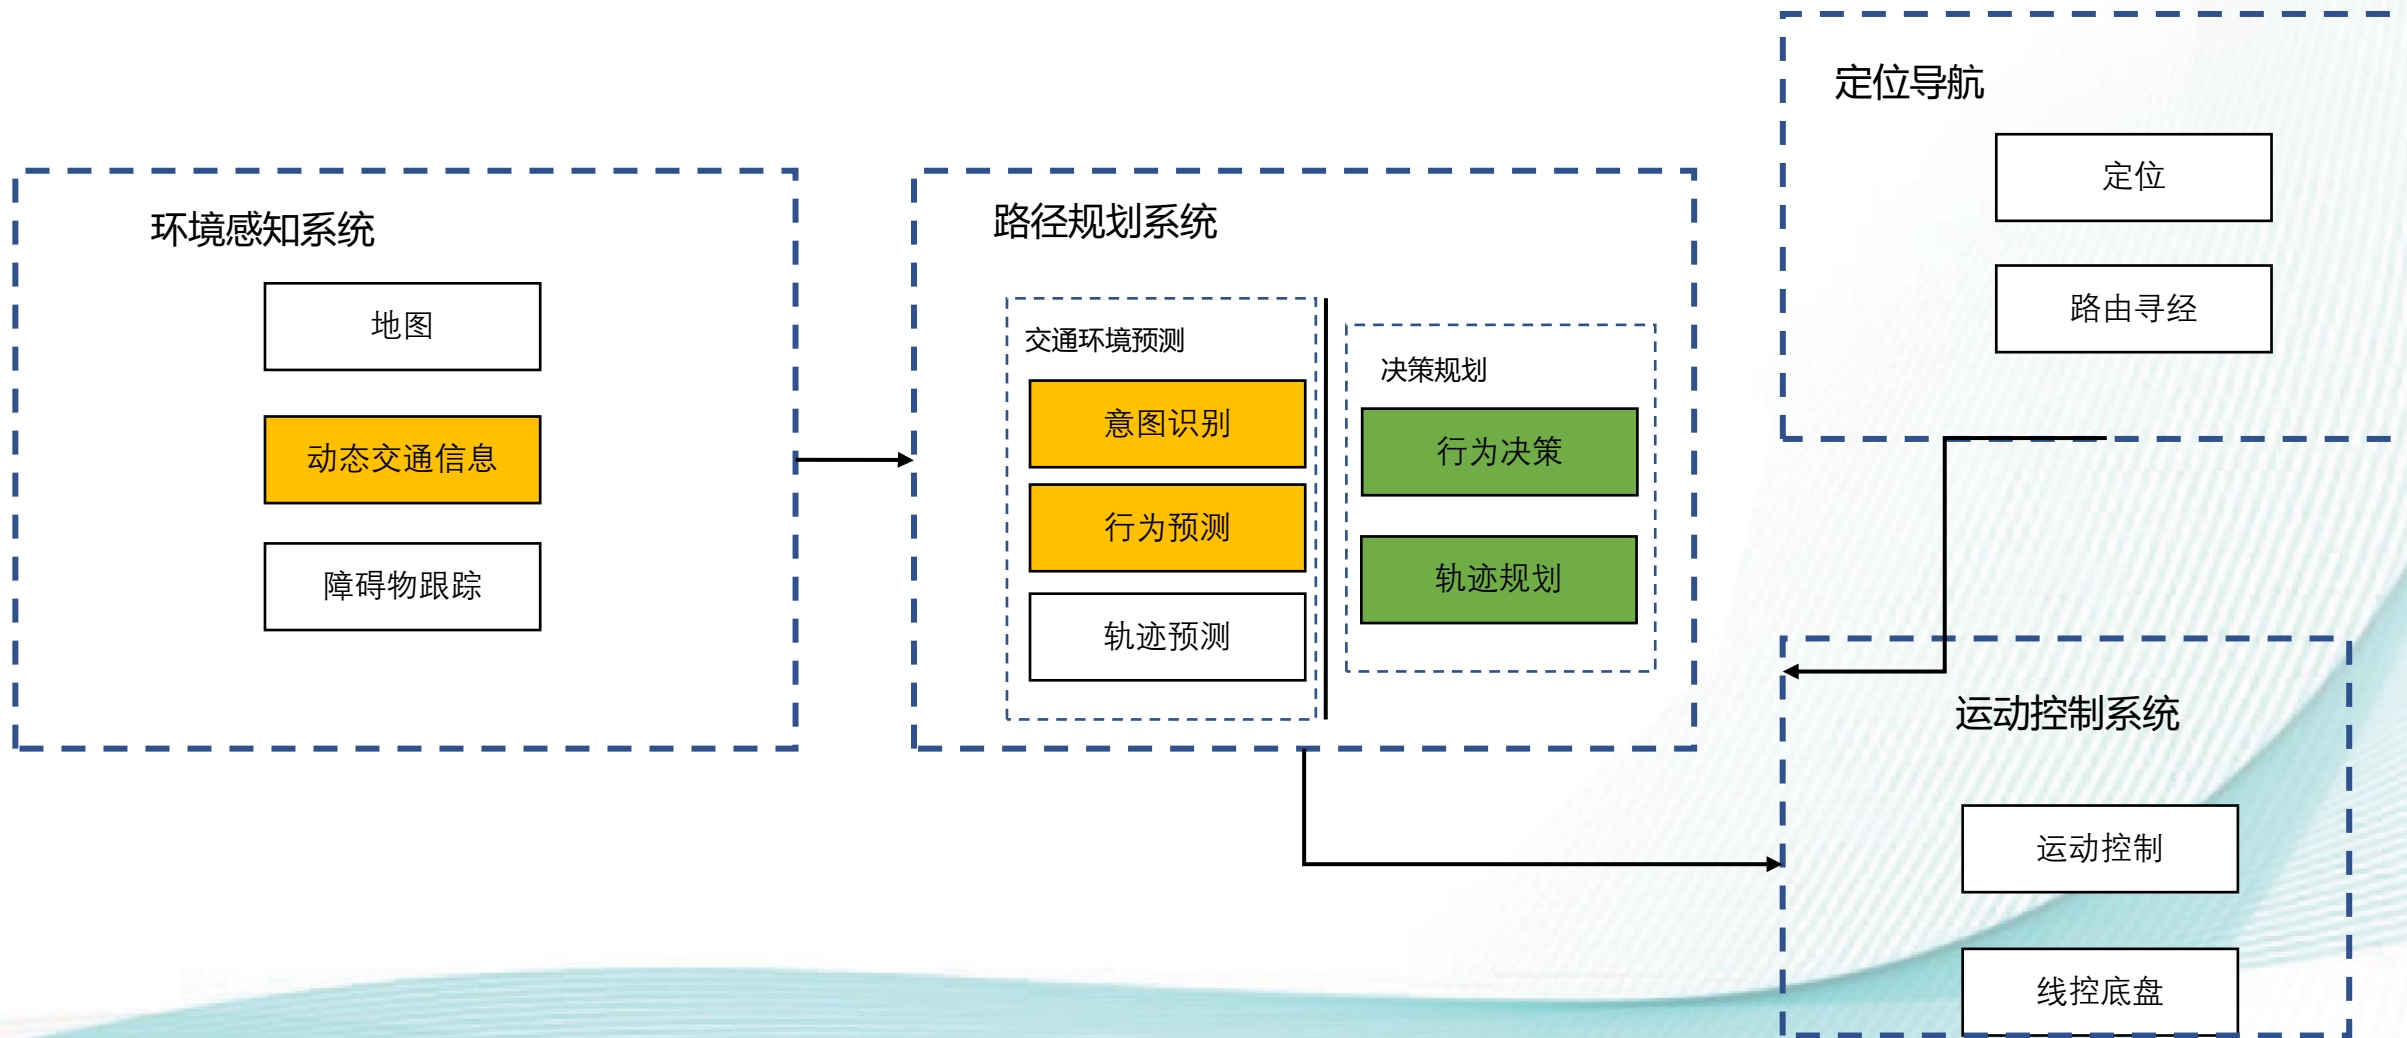 环境感知系统
地图
动态交通信息
障碍物跟踪
路径规划系统
交通环境预测
意图识别
行为预测
轨迹预测
决策规划
行为决策
轨迹规划
定位导航
定位
路由寻经
运动控制系统
运动控制
线控底盘